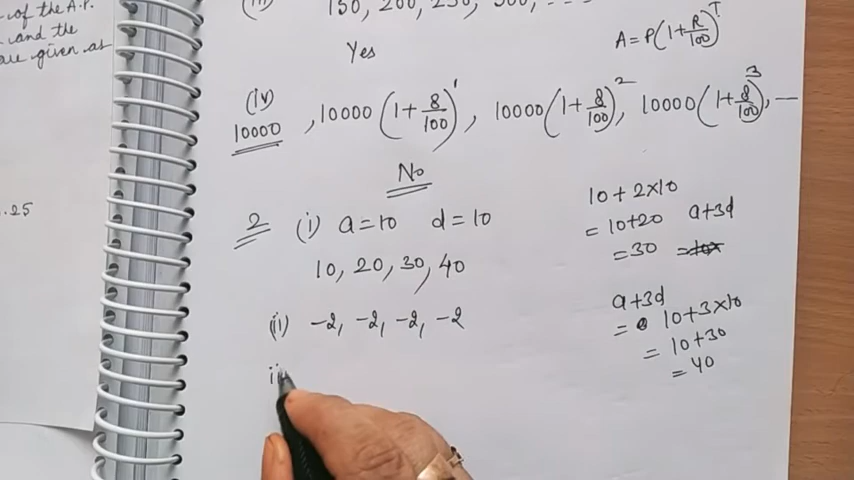 of the A.P.
and the
are given as
.25
(iii) 150, 200, 250, 300, ---
Yes
A = P(1 + R/100)^T
(iv)
10000 , 10000 (1 + 8/100)^1, 10000 (1 + 8/100)^2, 10000 (1 + 8/100)^3, —
No
2 (i) a = 10 d = 10
10, 20, 30, 40
(ii) -2, -2, -2, -2
ii
10 + 2×10
= 10+20 a+3d
= 30
a+3d
= 10 + 3×10
= 10 + 30
= 40